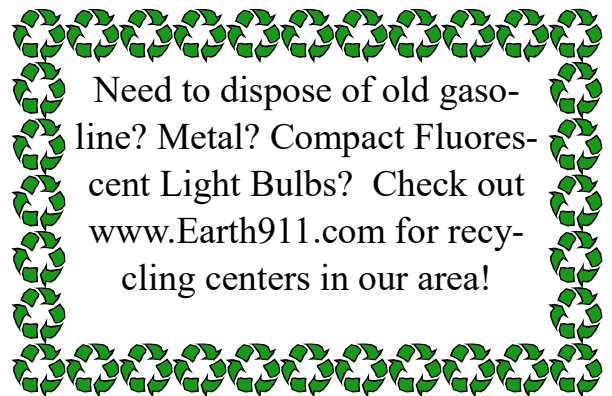 Need to dispose of old gaso-
line? Metal? Compact Fluores-
cent Light Bulbs?  Check out
www.Earth911.com for recy-
cling centers in our area!